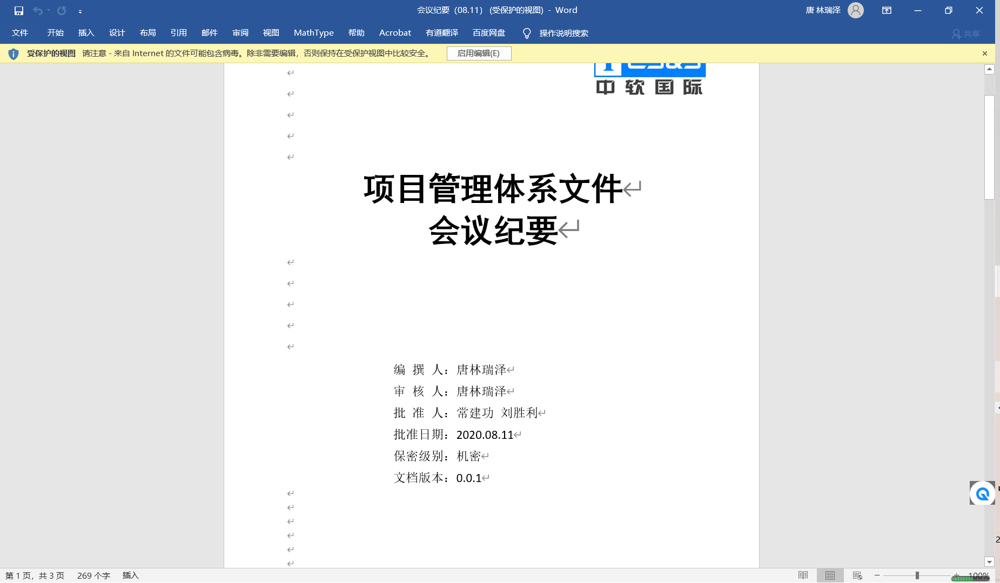 会议纪要（08.11） (受保护的视图) - Word
唐 林瑞泽
文件 开始 插入 设计 布局 引用 邮件 审阅 视图 MathType 帮助 Acrobat 有道翻译 百度网盘 操作说明搜索 共享
受保护的视图 请注意 - 来自 Internet 的文件可能包含病毒。除非需要编辑，否则保持在受保护视图中比较安全。 启用编辑(E)
中软国际
项目管理体系文件
会议纪要
编 撰 人：唐林瑞泽
审 核 人：唐林瑞泽
批 准 人：常建功 刘胜利
批准日期：2020.08.11
保密级别：机密
文档版本：0.0.1
第 1 页，共 3 页 269 个字 插入 100%